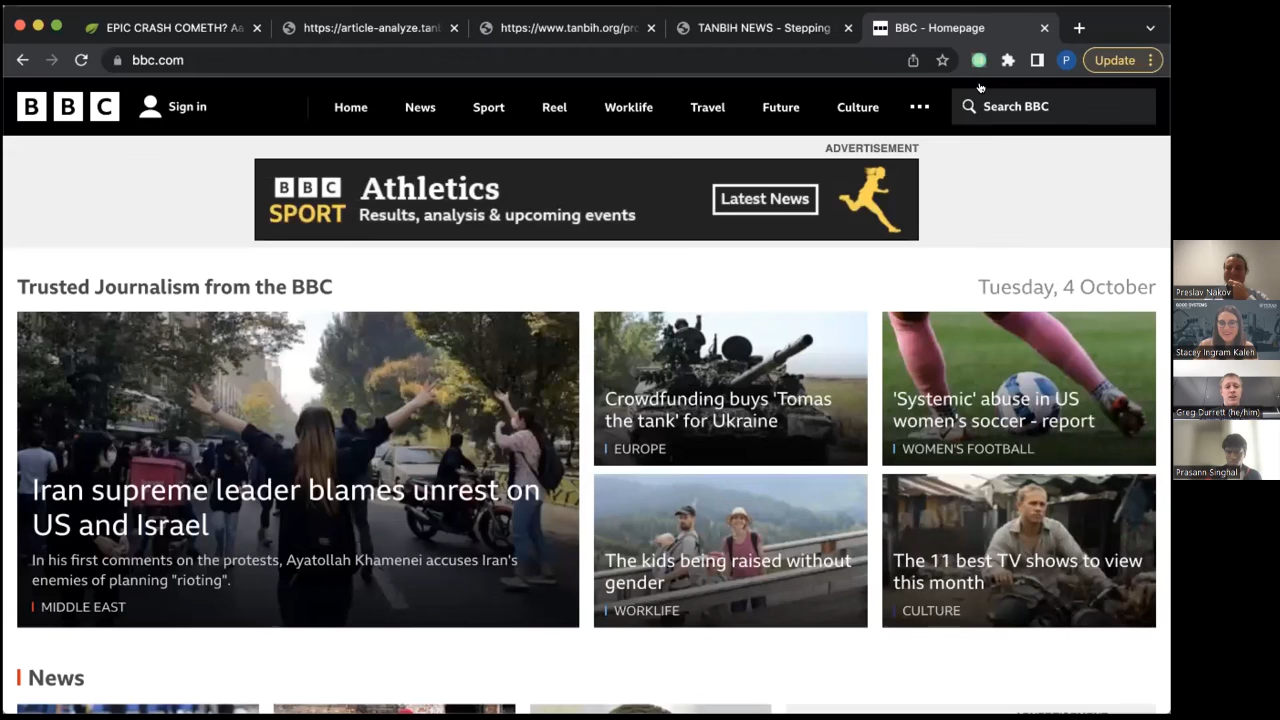 EPIC CRASH COMETH? Aa
https://article-analyze.tanb
https://www.tanbih.org/pro
TANBIH NEWS - Stepping
BBC - Homepage
bbc.com
P
Update
BBC
Sign in
Home
News
Sport
Reel
Worklife
Travel
Future
Culture
Search BBC
ADVERTISEMENT
BBC
SPORT
Athletics
Results, analysis & upcoming events
Latest News
Trusted Journalism from the BBC
Tuesday, 4 October
Iran supreme leader blames unrest on
US and Israel
In his first comments on the protests, Ayatollah Khamenei accuses Iran's
enemies of planning "rioting".
MIDDLE EAST
Crowdfunding buys 'Tomas
the tank' for Ukraine
EUROPE
'Systemic' abuse in US
women's soccer - report
WOMEN'S FOOTBALL
The kids being raised without
gender
WORKLIFE
The 11 best TV shows to view
this month
CULTURE
News
Preslav Nakov
GOOD SYSTEMS
Stacey Ingram Kaleh
Greg Durrett (he/him)
Prasann Singhal